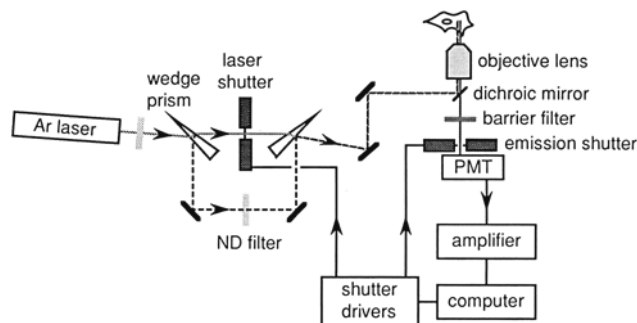 laser
shutter
wedge
prism
Ar laser
ND filter
objective lens
dichroic mirror
barrier filter
emission shutter
PMT
amplifier
shutter
drivers
computer